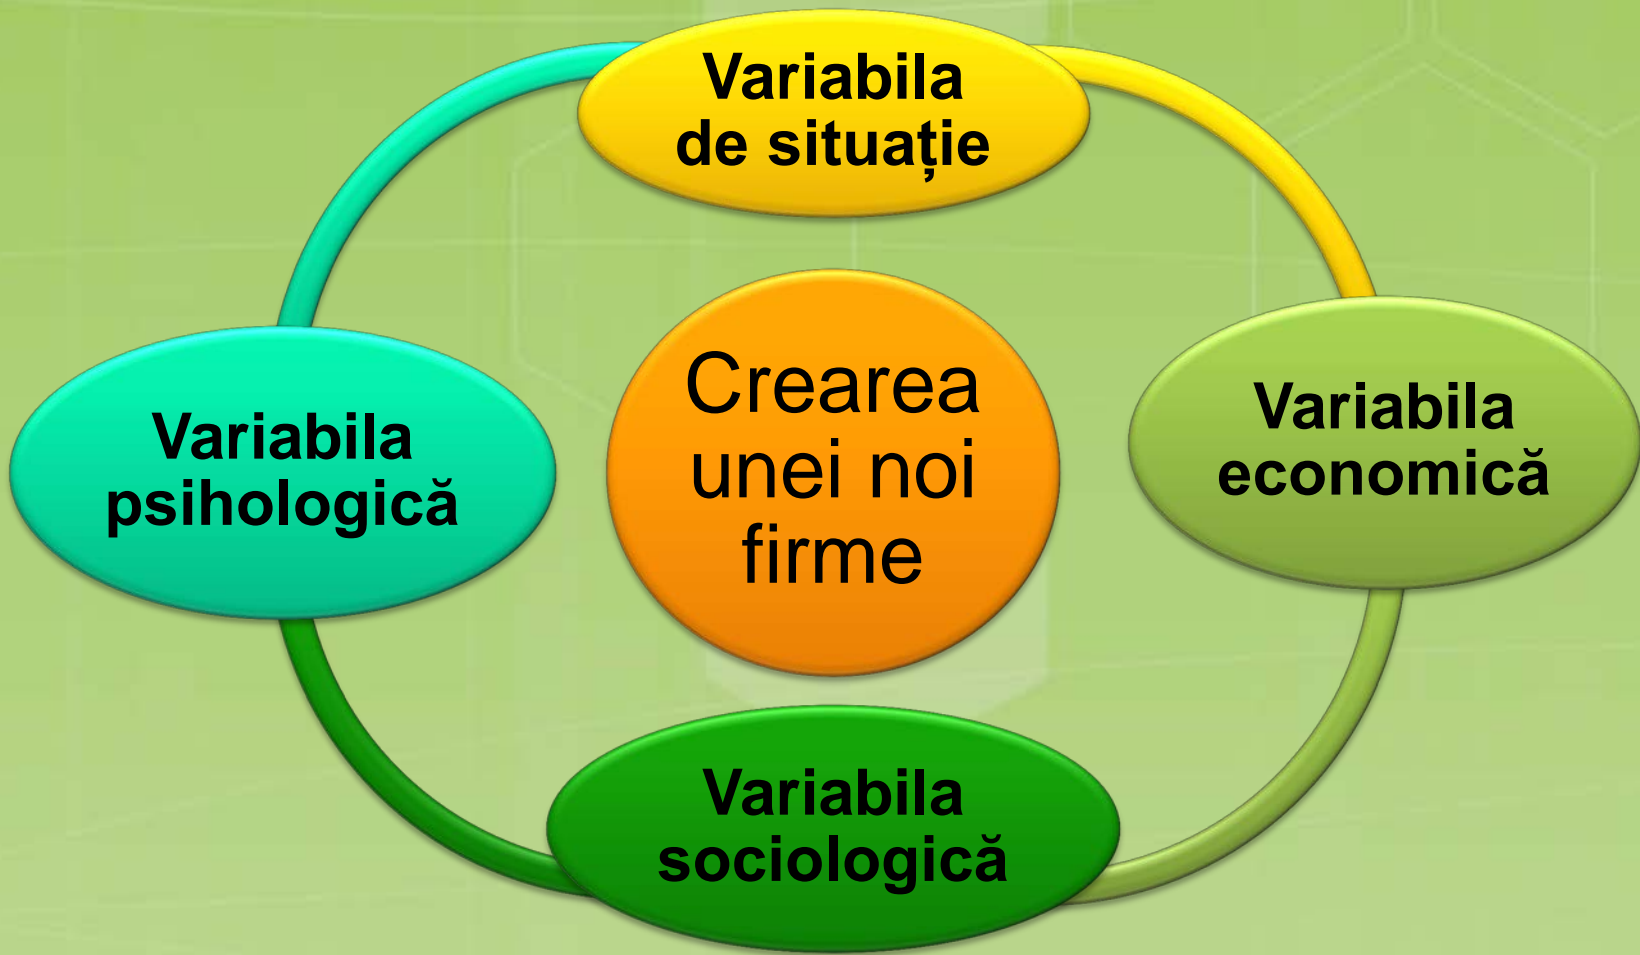 Variabila
de situație
Crearea
unei noi
firme
Variabila
economică
Variabila
psihologică
Variabila
sociologică